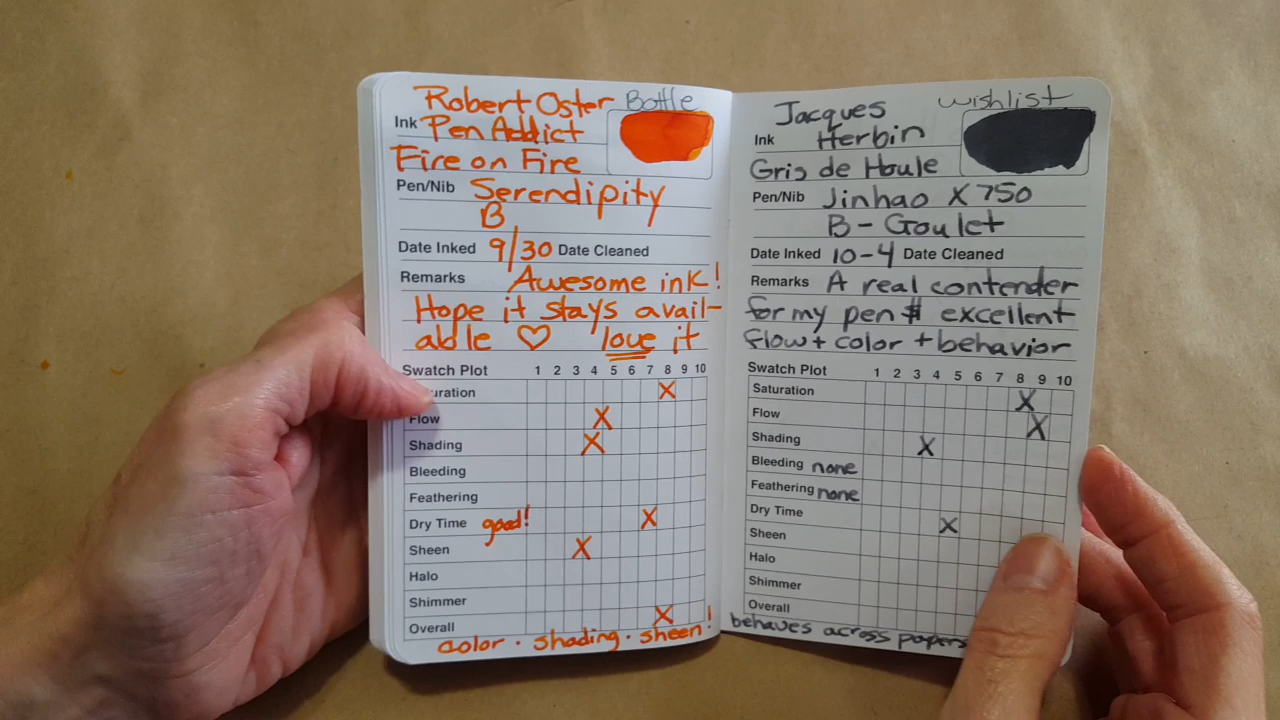 Robert Oster Bottle
Ink Pen Addict
Fire on Fire
Pen/Nib Serendipity
B
Date Inked 9/30 Date Cleaned
Remarks Awesome ink!
Hope it stays avail-
able ♡ love it
Swatch Plot 1 2 3 4 5 6 7 8 9 10
uration X
Flow X
Shading X
Bleeding
Feathering
Dry Time good! X
Sheen X
Halo
Shimmer
Overall X
color · shading · sheen!
Jacques wishlist
Ink Herbin
Gris de Houle
Pen/Nib Jinhao X750
B - Goulet
Date Inked 10-4 Date Cleaned
Remarks A real contender
for my pen excellent
flow + color + behavior
Swatch Plot 1 2 3 4 5 6 7 8 9 10
Saturation X
Flow X
Shading X
Bleeding none
Feathering none
Dry Time X
Sheen
Halo
Shimmer
Overall
behaves across papers